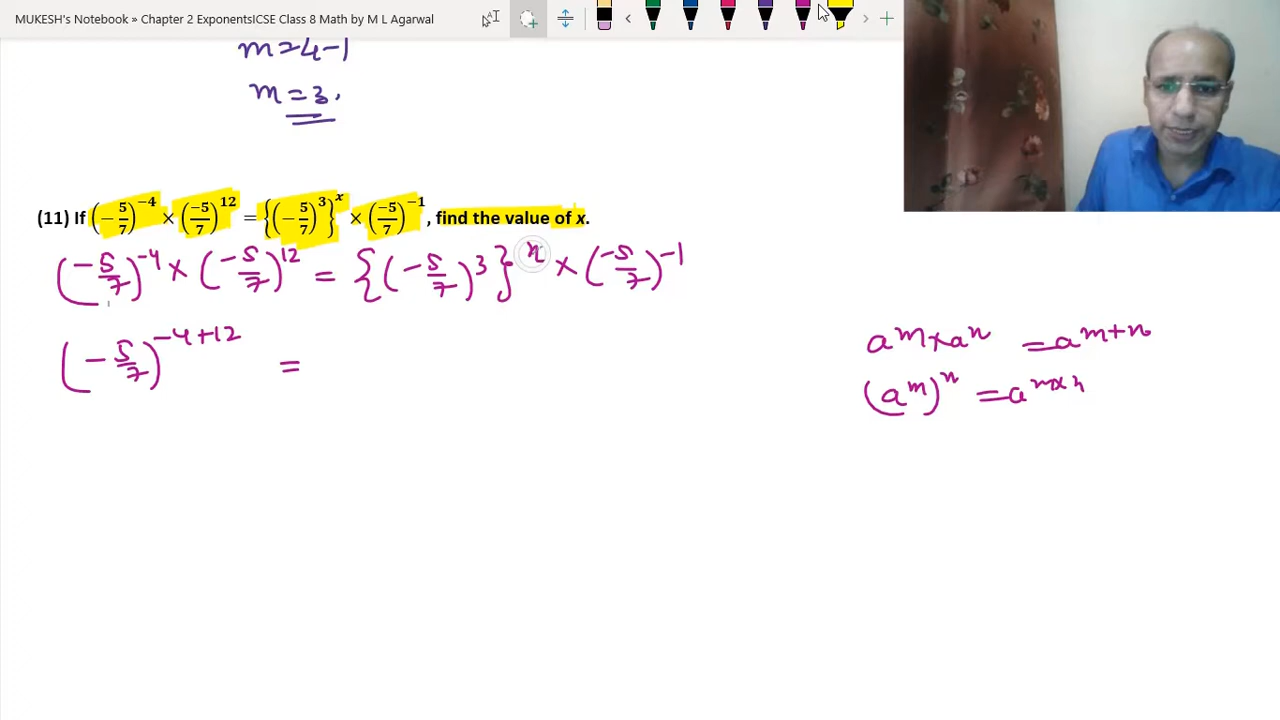 MUKESH's Notebook » Chapter 2 ExponentsICSE Class 8 Math by M L Agarwal
m=4-1
m=3.
(11) If (-5/7)^-4 × (-5/7)^12 = {(-5/7)^3}^x × (-5/7)^-1, find the value of x.
(-5/7)^-4 × (-5/7)^12 = {(-5/7)^3}^x × (-5/7)^-1
(-5/7)^-4+12 =
a^m × a^n = a^m+n
(a^m)^n = a^m×n